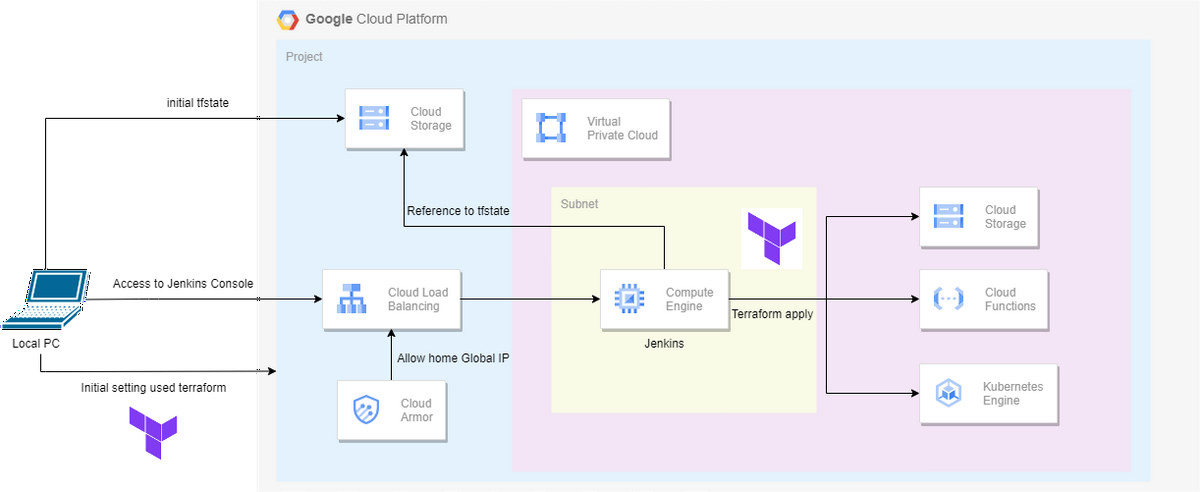 Google Cloud Platform
Project
initial tfstate
Cloud
Storage
Virtual
Private Cloud
Reference to tfstate
Subnet
Cloud
Storage
Access to Jenkins Console
Cloud Load
Balancing
Compute
Engine
Cloud
Functions
Terraform apply
Local PC
Jenkins
Allow home Global IP
Initial setting used terraform
Cloud
Armor
Kubernetes
Engine